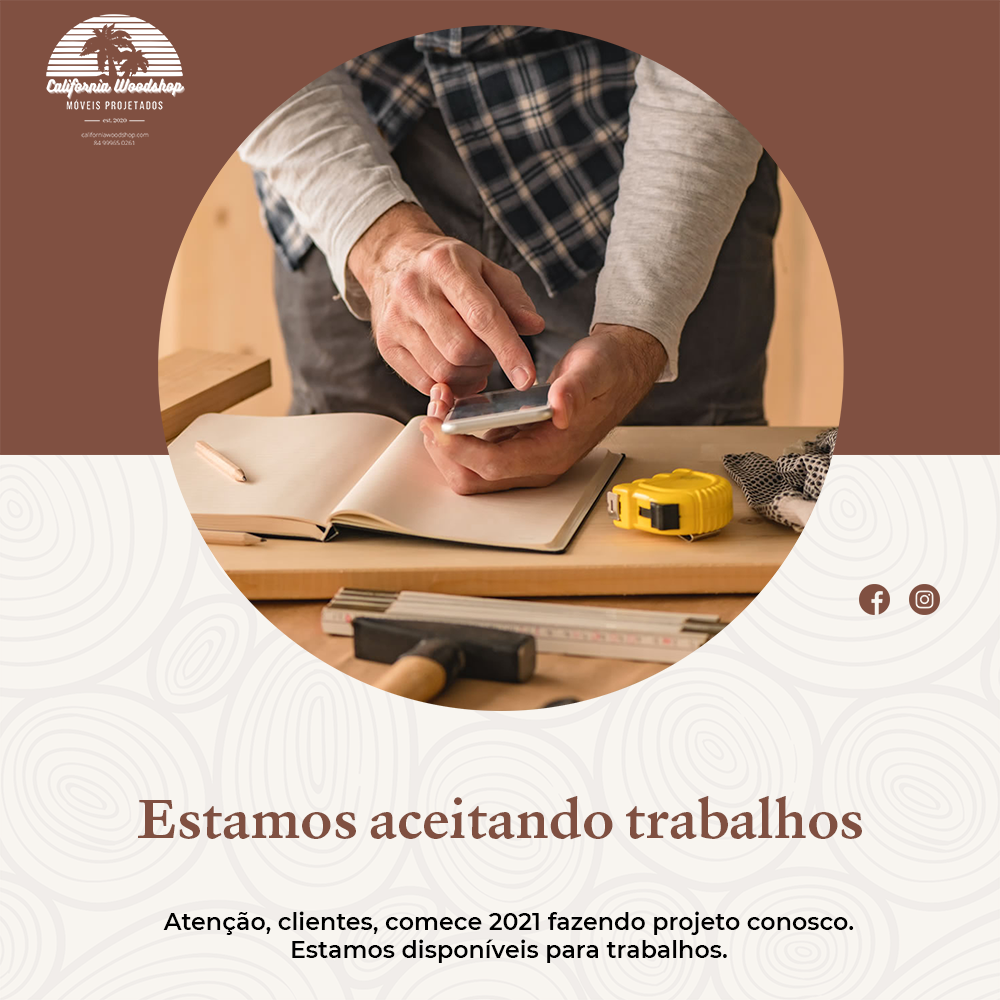 California Woodshop
MÓVEIS PROJETADOS
est. 2020
californiawoodshop.com
84 99965.0261
Estamos aceitando trabalhos
Atenção, clientes, comece 2021 fazendo projeto conosco.
Estamos disponíveis para trabalhos.